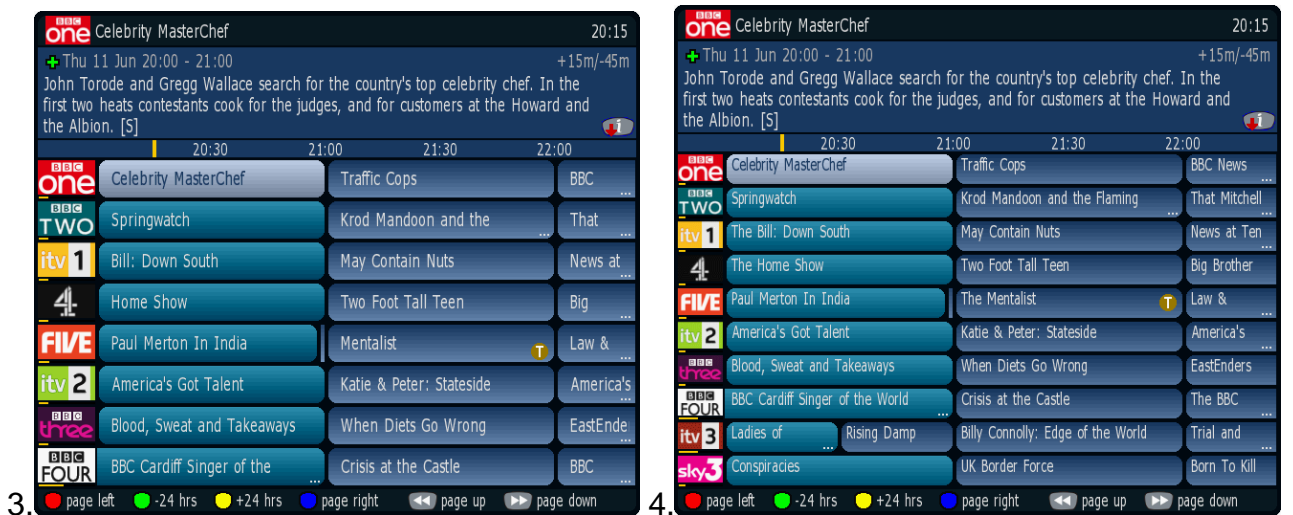 BBC one Celebrity MasterChef 20:15
Thu 11 Jun 20:00 - 21:00 +15m/-45m
John Torode and Gregg Wallace search for the country's top celebrity chef. In the
first two heats contestants cook for the judges, and for customers at the Howard and
the Albion. [S] i
20:30 21:00 21:30 22:00
BBC one Celebrity MasterChef Traffic Cops BBC ...
BBC TWO Springwatch Krod Mandoon and the ... That ...
itv 1 Bill: Down South May Contain Nuts News at ...
4 Home Show Two Foot Tall Teen Big ...
FIVE Paul Merton In India Mentalist T Law & ...
itv 2 America's Got Talent Katie & Peter: Stateside America's ...
BBC three Blood, Sweat and Takeaways When Diets Go Wrong EastEnde ...
BBC FOUR BBC Cardiff Singer of the ... Crisis at the Castle BBC ...
page left -24 hrs +24 hrs page right page up page down
3.
BBC one Celebrity MasterChef 20:15
Thu 11 Jun 20:00 - 21:00 +15m/-45m
John Torode and Gregg Wallace search for the country's top celebrity chef. In the
first two heats contestants cook for the judges, and for customers at the Howard and
the Albion. [S] i
20:30 21:00 21:30 22:00
BBC one Celebrity MasterChef Traffic Cops BBC News ...
BBC TWO Springwatch Krod Mandoon and the Flaming ... That Mitchell ...
itv 1 The Bill: Down South May Contain Nuts News at Ten ...
4 The Home Show Two Foot Tall Teen Big Brother
FIVE Paul Merton In India The Mentalist T Law & ...
itv 2 America's Got Talent Katie & Peter: Stateside America's ...
BBC three Blood, Sweat and Takeaways When Diets Go Wrong EastEnders
BBC FOUR BBC Cardiff Singer of the World ... Crisis at the Castle The BBC ...
itv 3 Ladies of ... Rising Damp Billy Connolly: Edge of the World Trial and ...
sky3 Conspiracies UK Border Force Born To Kill
page left -24 hrs +24 hrs page right page up page down
4.